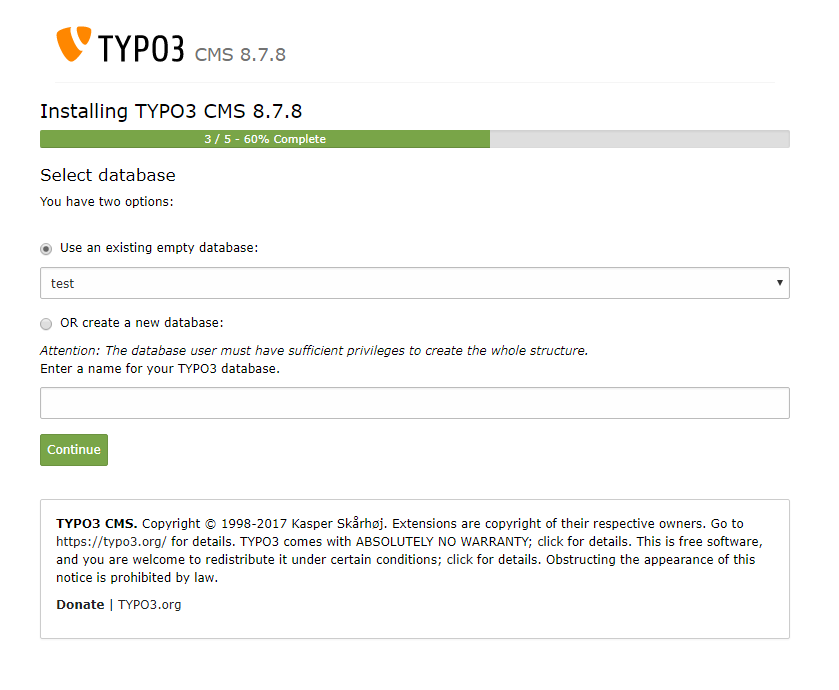 TYPO3 CMS 8.7.8
Installing TYPO3 CMS 8.7.8
3 / 5 - 60% Complete
Select database
You have two options:
Use an existing empty database:
test
OR create a new database:
Attention: The database user must have sufficient privileges to create the whole structure.
Enter a name for your TYPO3 database.
Continue
TYPO3 CMS. Copyright © 1998-2017 Kasper Skårhøj. Extensions are copyright of their respective owners. Go to
https://typo3.org/ for details. TYPO3 comes with ABSOLUTELY NO WARRANTY; click for details. This is free software,
and you are welcome to redistribute it under certain conditions; click for details. Obstructing the appearance of this
notice is prohibited by law.
Donate | TYPO3.org